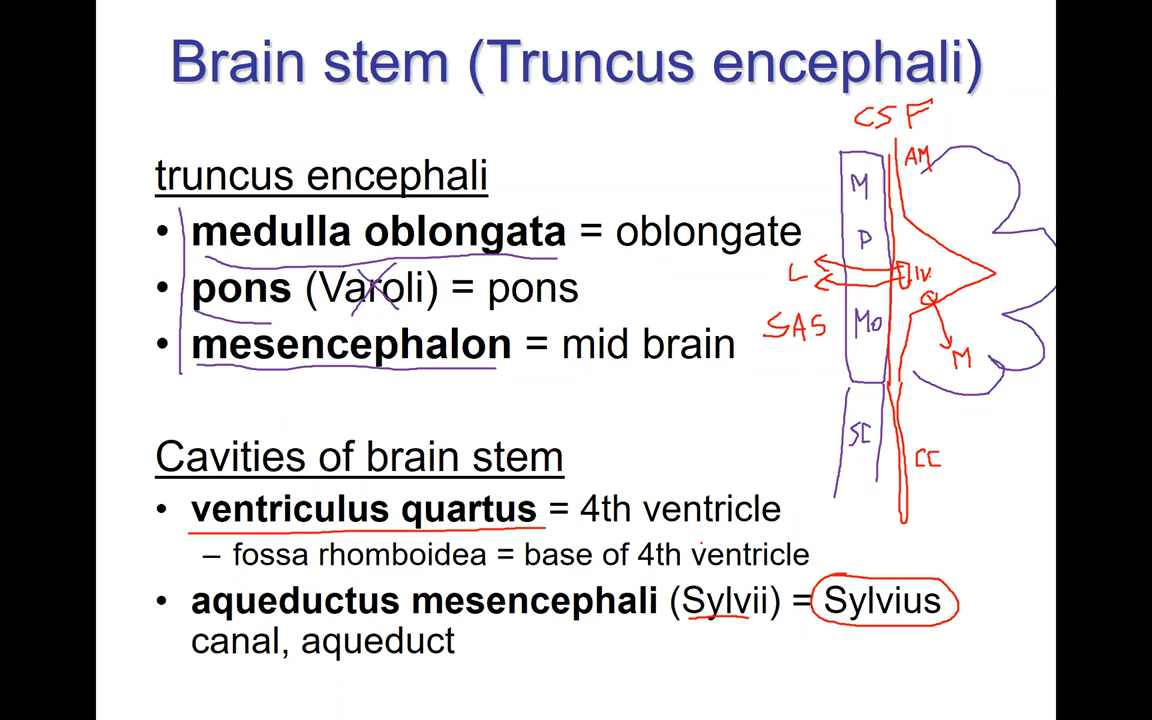 Brain stem (Truncus encephali)
CSF
truncus encephali
AM
M
• medulla oblongata = oblongate
P
L
IV.
• pons (Varoli) = pons
SAS
Mo
M
• mesencephalon = mid brain
SC
CC
Cavities of brain stem
• ventriculus quartus = 4th ventricle
– fossa rhomboidea = base of 4th ventricle
• aqueductus mesencephali (Sylvii) = Sylvius
canal, aqueduct